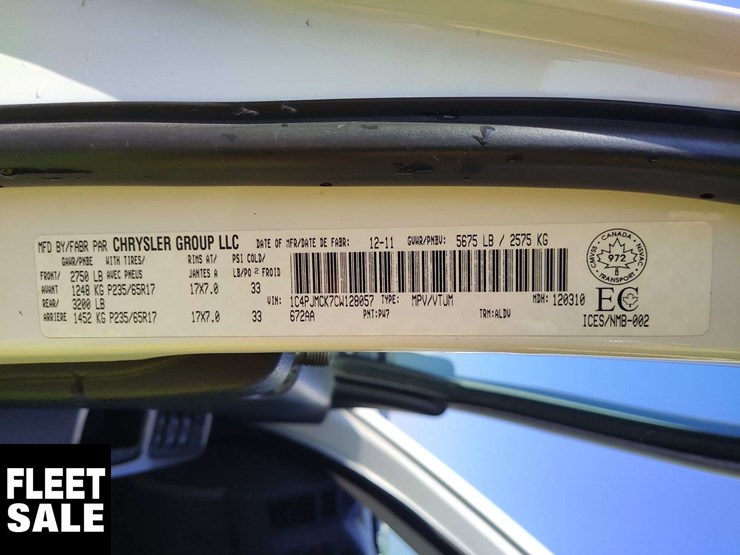 MFD BY/FABR PAR CHRYSLER GROUP LLC DATE OF MFR/DATE DE FABR: 12-11 GVWR/PNBV: 5675 LB / 2575 KG
GAWR/PNBE WITH TIRES/ RIMS AT/ PSI COLD/
FRONT/ 2750 LB AVEC PNEUS JANTES A LB/PO 2 FROID
AVANT 1248 KG P235/65R17 17X7.0 33
REAR/ 3200 LB
ARRIERE 1452 KG P235/65R17 17X7.0 33
VIN: 1C4PJMCK7CW128057 TYPE: MPV/VTUM MDH: 120310
672AA PNT: PW7 TRM: ALDV
CMVSS · CANADA · NSVAC
972
8
TRANSPORT
EC
ICES/NMB-002
FLEET
SALE